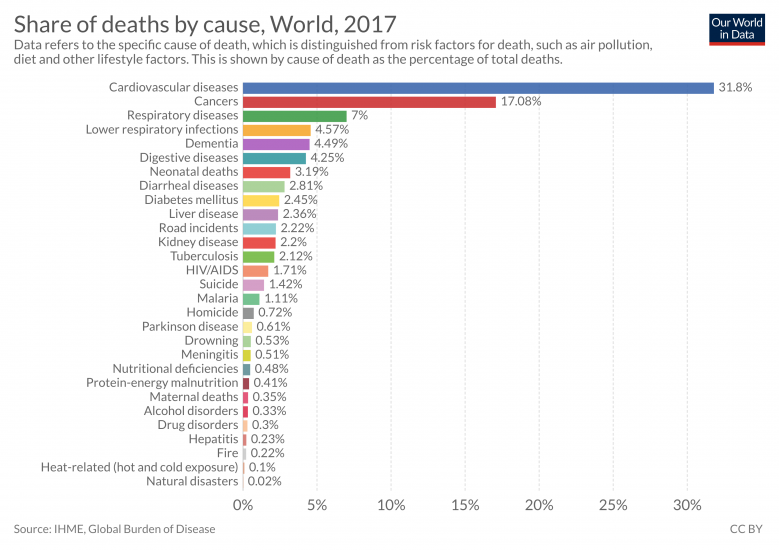 Share of deaths by cause, World, 2017
Our World
in Data
Data refers to the specific cause of death, which is distinguished from risk factors for death, such as air pollution,
diet and other lifestyle factors. This is shown by cause of death as the percentage of total deaths.
Cardiovascular diseases 31.8%
Cancers 17.08%
Respiratory diseases 7%
Lower respiratory infections 4.57%
Dementia 4.49%
Digestive diseases 4.25%
Neonatal deaths 3.19%
Diarrheal diseases 2.81%
Diabetes mellitus 2.45%
Liver disease 2.36%
Road incidents 2.22%
Kidney disease 2.2%
Tuberculosis 2.12%
HIV/AIDS 1.71%
Suicide 1.42%
Malaria 1.11%
Homicide 0.72%
Parkinson disease 0.61%
Drowning 0.53%
Meningitis 0.51%
Nutritional deficiencies 0.48%
Protein-energy malnutrition 0.41%
Maternal deaths 0.35%
Alcohol disorders 0.33%
Drug disorders 0.3%
Hepatitis 0.23%
Fire 0.22%
Heat-related (hot and cold exposure) 0.1%
Natural disasters 0.02%
0% 5% 10% 15% 20% 25% 30%
Source: IHME, Global Burden of Disease CC BY